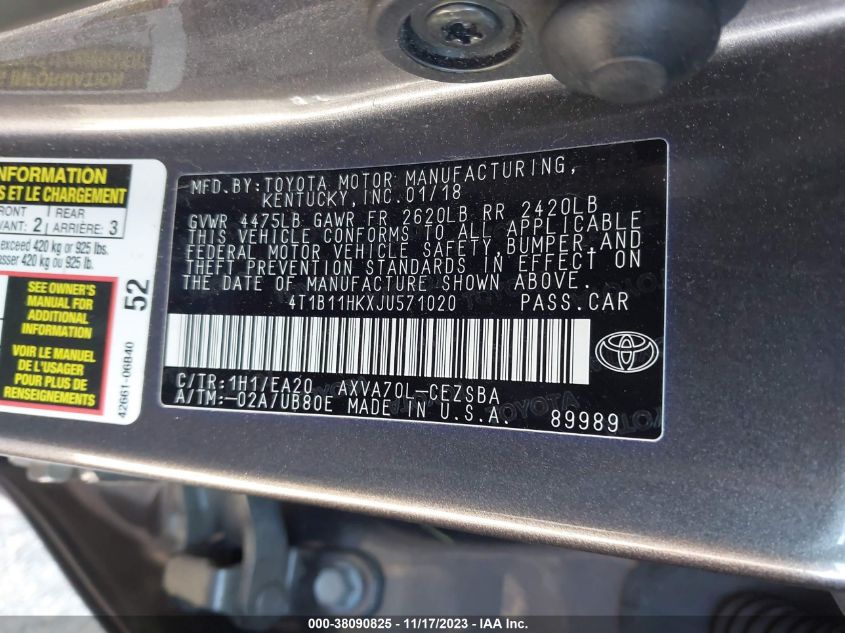 INFORMATION
S ET LE CHARGEMENT
FRONT
VANT: 2
REAR
ARRIÈRE: 3
exceed 420 kg or 925 lbs.
asser 420 kg ou 925 lb.
SEE OWNER'S
MANUAL FOR
ADDITIONAL
INFORMATION
VOIR LE MANUEL
DE L'USAGER
POUR PLUS DE
RENSEIGNEMENTS
52
42661-06B40
MFD.BY:TOYOTA MOTOR MANUFACTURING,
KENTUCKY,INC.01/18
GVWR 4475LB GAWR FR 2620LB RR 2420LB
THIS VEHICLE CONFORMS TO ALL APPLICABLE
FEDERAL MOTOR VEHICLE SAFETY,BUMPER,AND
THEFT PREVENTION STANDARDS IN EFFECT ON
THE DATE OF MANUFACTURE SHOWN ABOVE.
4T1B11HKXJU571020 PASS.CAR
C/TR:1H1/EA20 AXVA70L-CEZSBA
A/TM:-02A/UB80E MADE IN U.S.A. 89989
000-38090825 - 11/17/2023 - IAA Inc.